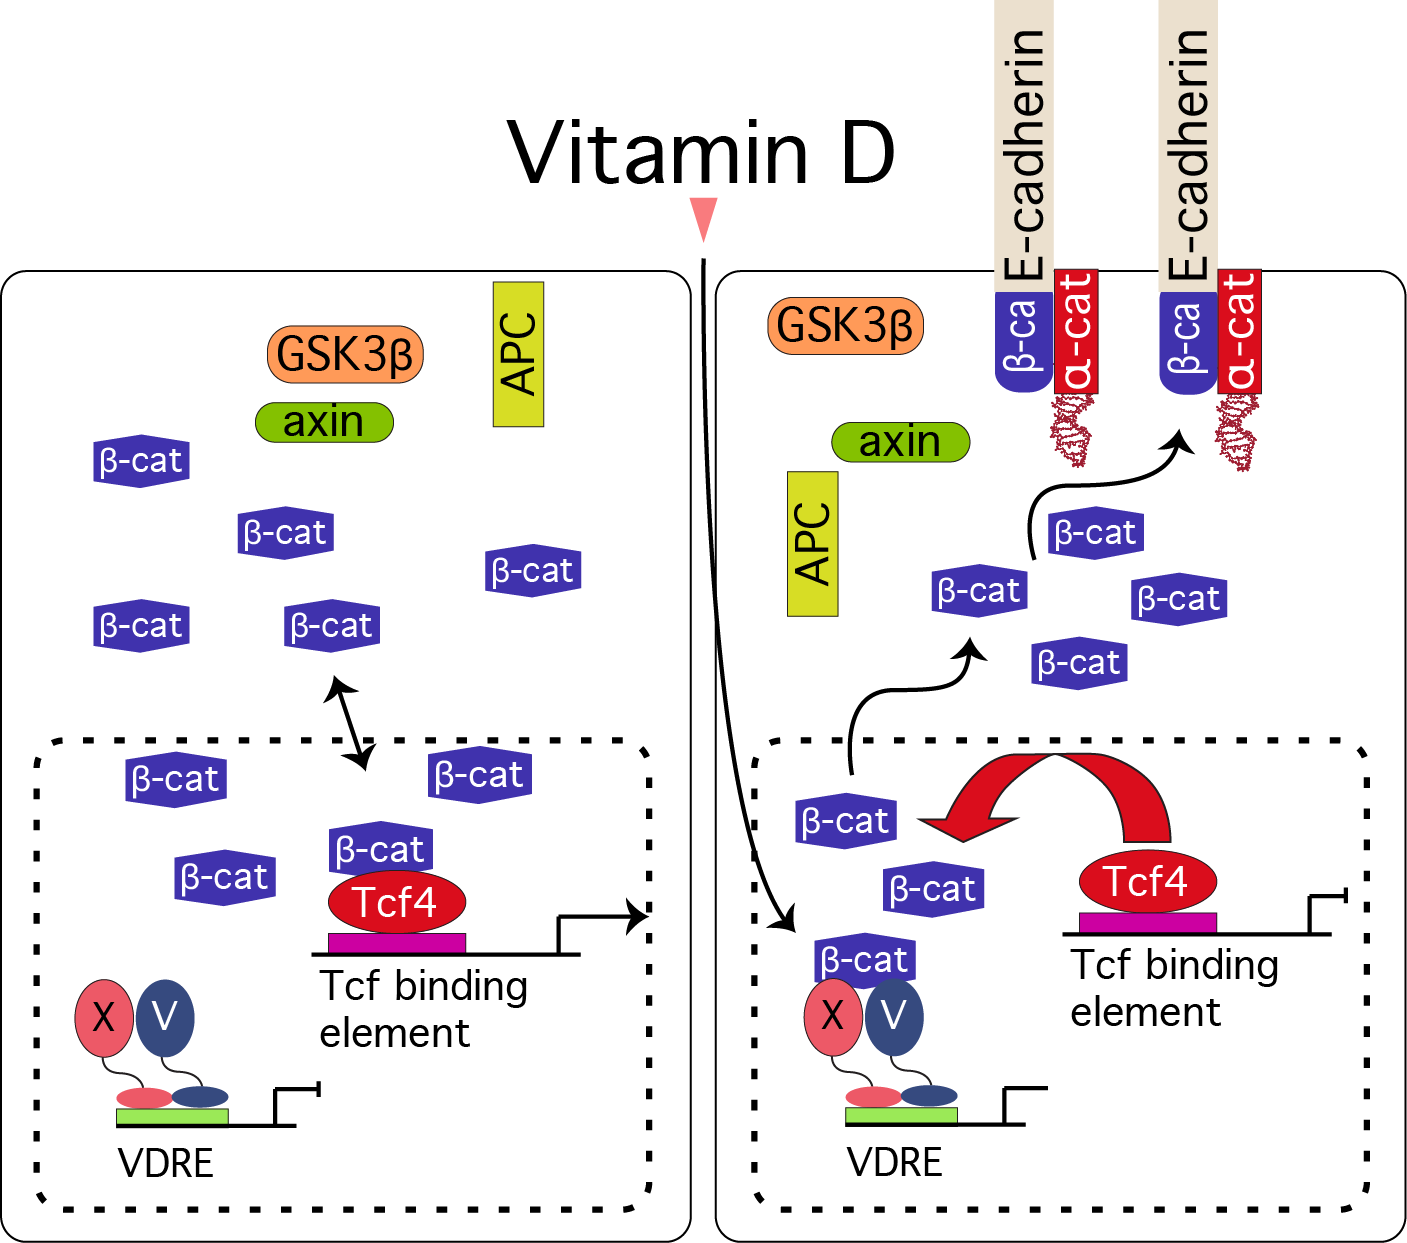 Vitamin D
E-cadherin
E-cadherin
GSK3β
axin
APC
β-cat
β-cat
β-cat
β-cat
β-cat
β-cat
β-cat
β-cat
β-cat
Tcf4
Tcf binding
element
X
V
VDRE
GSK3β
axin
APC
β-ca
α-cat
β-ca
α-cat
β-cat
β-cat
β-cat
β-cat
β-cat
β-cat
β-cat
Tcf4
Tcf binding
element
X
V
VDRE